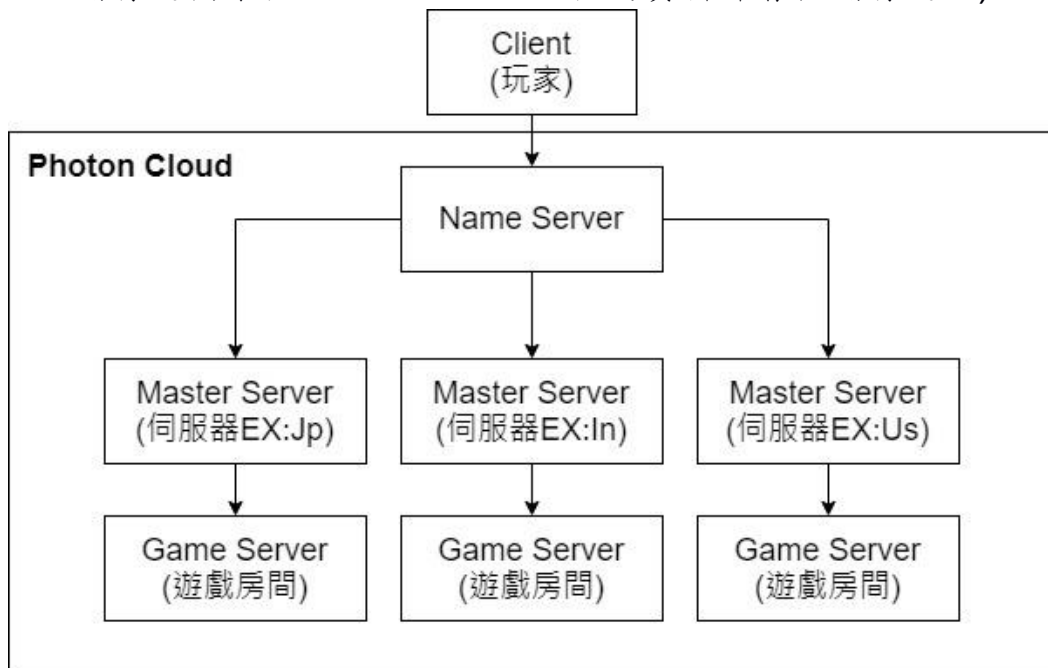 Client
(玩家)
Photon Cloud
Name Server
Master Server
(伺服器EX:Jp)
Master Server
(伺服器EX:In)
Master Server
(伺服器EX:Us)
Game Server
(遊戲房間)
Game Server
(遊戲房間)
Game Server
(遊戲房間)